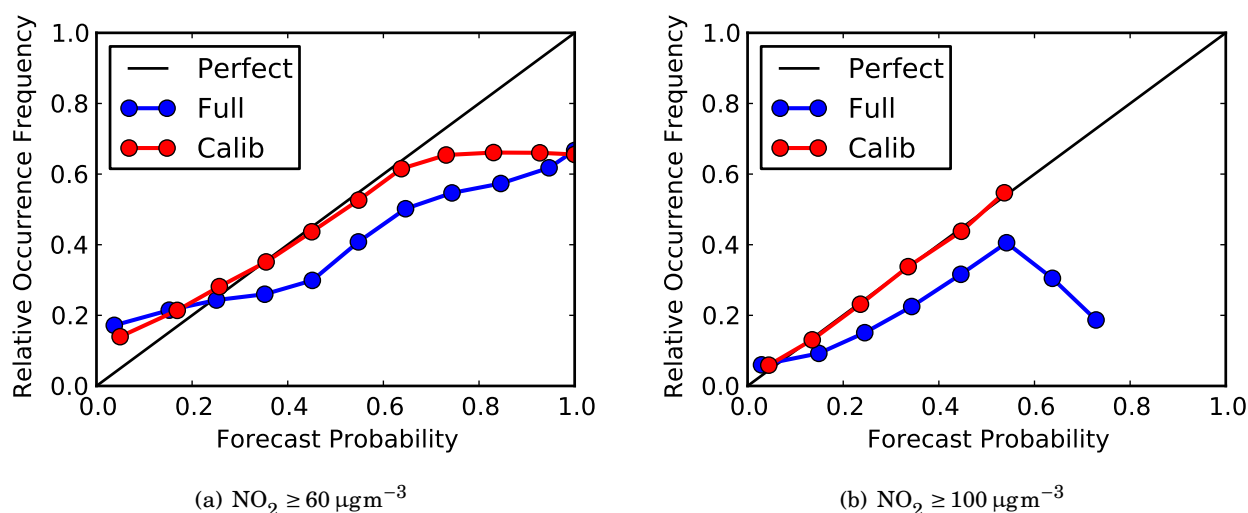 Relative Occurrence Frequency
1.0
0.8
0.6
0.4
0.2
0.0
Perfect
Full
Calib
0.0 0.2 0.4 0.6 0.8 1.0
Forecast Probability
(a) NO₂ ≥ 60 µgm⁻³
Relative Occurrence Frequency
1.0
0.8
0.6
0.4
0.2
0.0
Perfect
Full
Calib
0.0 0.2 0.4 0.6 0.8 1.0
Forecast Probability
(b) NO₂ ≥ 100 µgm⁻³